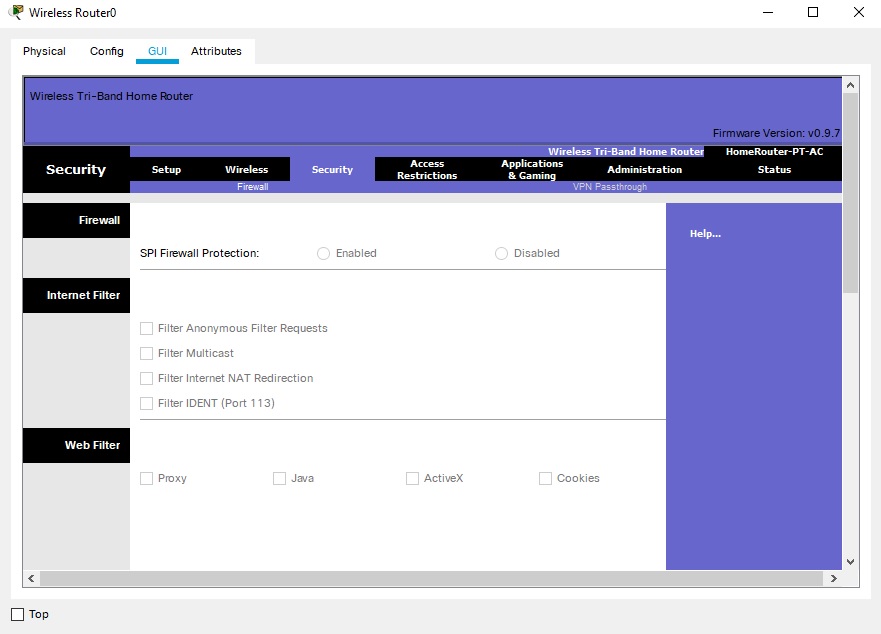 Wireless Router0
Physical Config GUI Attributes
Wireless Tri-Band Home Router
Firmware Version: v0.9.7
Wireless Tri-Band Home Router HomeRouter-PT-AC
Security Setup Wireless Security Access Restrictions Applications & Gaming Administration Status
Firewall VPN Passthrough
Firewall
Help...
SPI Firewall Protection: Enabled Disabled
Internet Filter
Filter Anonymous Filter Requests
Filter Multicast
Filter Internet NAT Redirection
Filter IDENT (Port 113)
Web Filter
Proxy Java ActiveX Cookies
Top